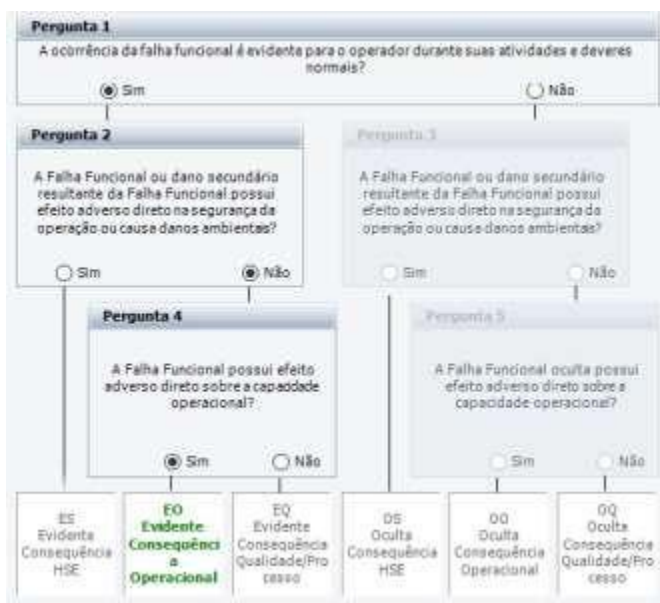 Pergunta 1
A ocorrência da falha funcional é evidente para o operador durante suas atividades e deveres
normais?
Sim
Não
Pergunta 2
A Falha Funcional ou dano secundário
resultante da Falha Funcional possui
efeito adverso direto na segurança da
operação ou causa danos ambientais?
Sim
Não
Pergunta 3
A Falha Funcional ou dano secundário
resultante da Falha Funcional possui
efeito adverso direto na segurança da
operação ou causa danos ambientais?
Sim
Não
Pergunta 4
A Falha Funcional possui efeito
adverso direto sobre a capacidade
operacional?
Sim
Não
Pergunta 5
A Falha Funcional oculta possui
efeito adverso direto sobre a
capacidade operacional?
Sim
Não
ES
Evidente
Consequência
HSE
EO
Evidente
Consequênci
a
Operacional
EQ
Evidente
Consequência
Qualidade/Pro
cesso
OS
Oculta
Consequência
HSE
OO
Oculta
Consequência
Operacional
OQ
Oculta
Consequência
Qualidade/Pro
cesso